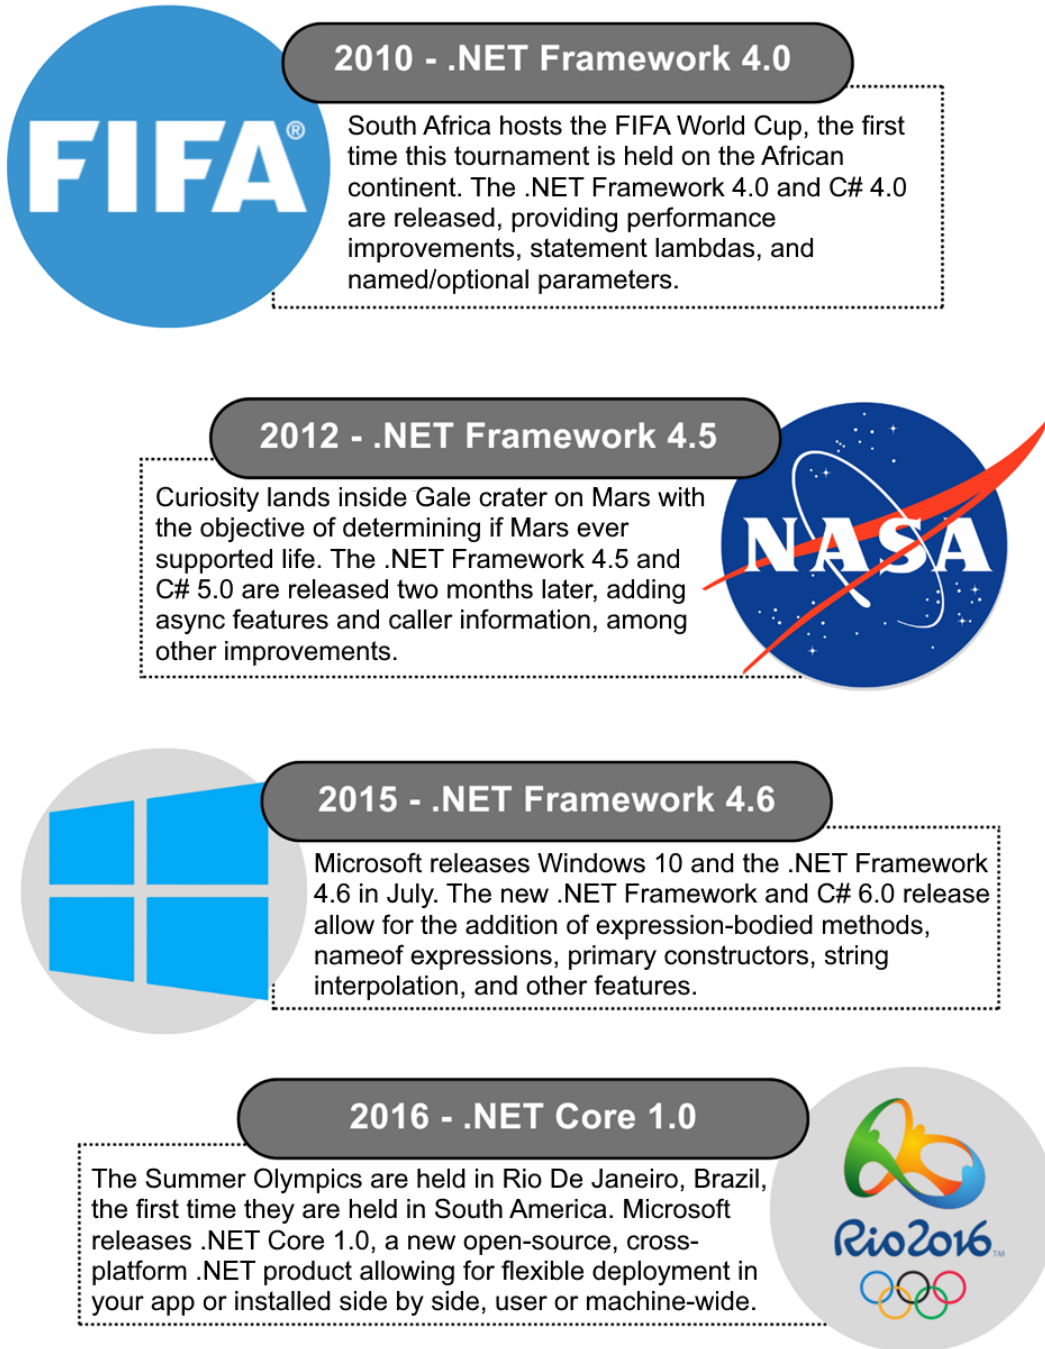 FIFA®
2010 - .NET Framework 4.0
South Africa hosts the FIFA World Cup, the first
time this tournament is held on the African
continent. The .NET Framework 4.0 and C# 4.0
are released, providing performance
improvements, statement lambdas, and
named/optional parameters.
2012 - .NET Framework 4.5
Curiosity lands inside Gale crater on Mars with
the objective of determining if Mars ever
supported life. The .NET Framework 4.5 and
C# 5.0 are released two months later, adding
async features and caller information, among
other improvements.
NASA
2015 - .NET Framework 4.6
Microsoft releases Windows 10 and the .NET Framework
4.6 in July. The new .NET Framework and C# 6.0 release
allow for the addition of expression-bodied methods,
nameof expressions, primary constructors, string
interpolation, and other features.
2016 - .NET Core 1.0
The Summer Olympics are held in Rio De Janeiro, Brazil,
the first time they are held in South America. Microsoft
releases .NET Core 1.0, a new open-source, cross-
platform .NET product allowing for flexible deployment in
your app or installed side by side, user or machine-wide.
Rio2016™